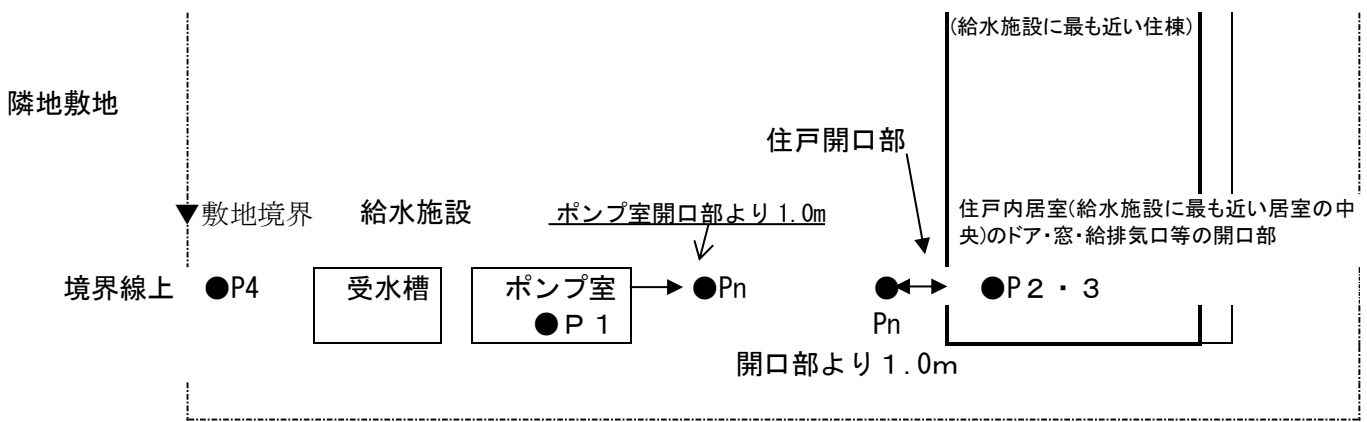 (給水施設に最も近い住棟)
隣地敷地
住戸開口部
▼敷地境界 給水施設 ポンプ室開口部より 1.0m
住戸内居室(給水施設に最も近い居室の中
央)のドア・窓・給排気口等の開口部
境界線上 ●P4 受水槽 ポンプ室 ●Pn ● ●P2・3
●P1 Pn
開口部より1.0m